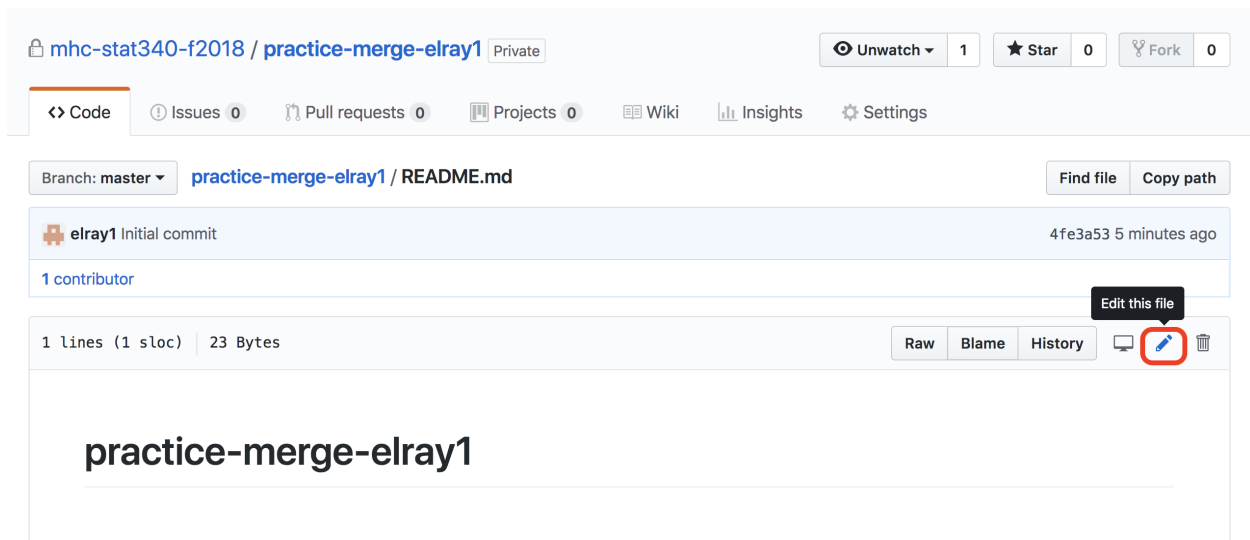 mhc-stat340-f2018 / practice-merge-elray1 Private Unwatch 1 Star 0 Fork 0
Code Issues 0 Pull requests 0 Projects 0 Wiki Insights Settings
Branch: master practice-merge-elray1 / README.md Find file Copy path
elray1 Initial commit 4fe3a53 5 minutes ago
1 contributor
Edit this file
1 lines (1 sloc) 23 Bytes Raw Blame History
practice-merge-elray1